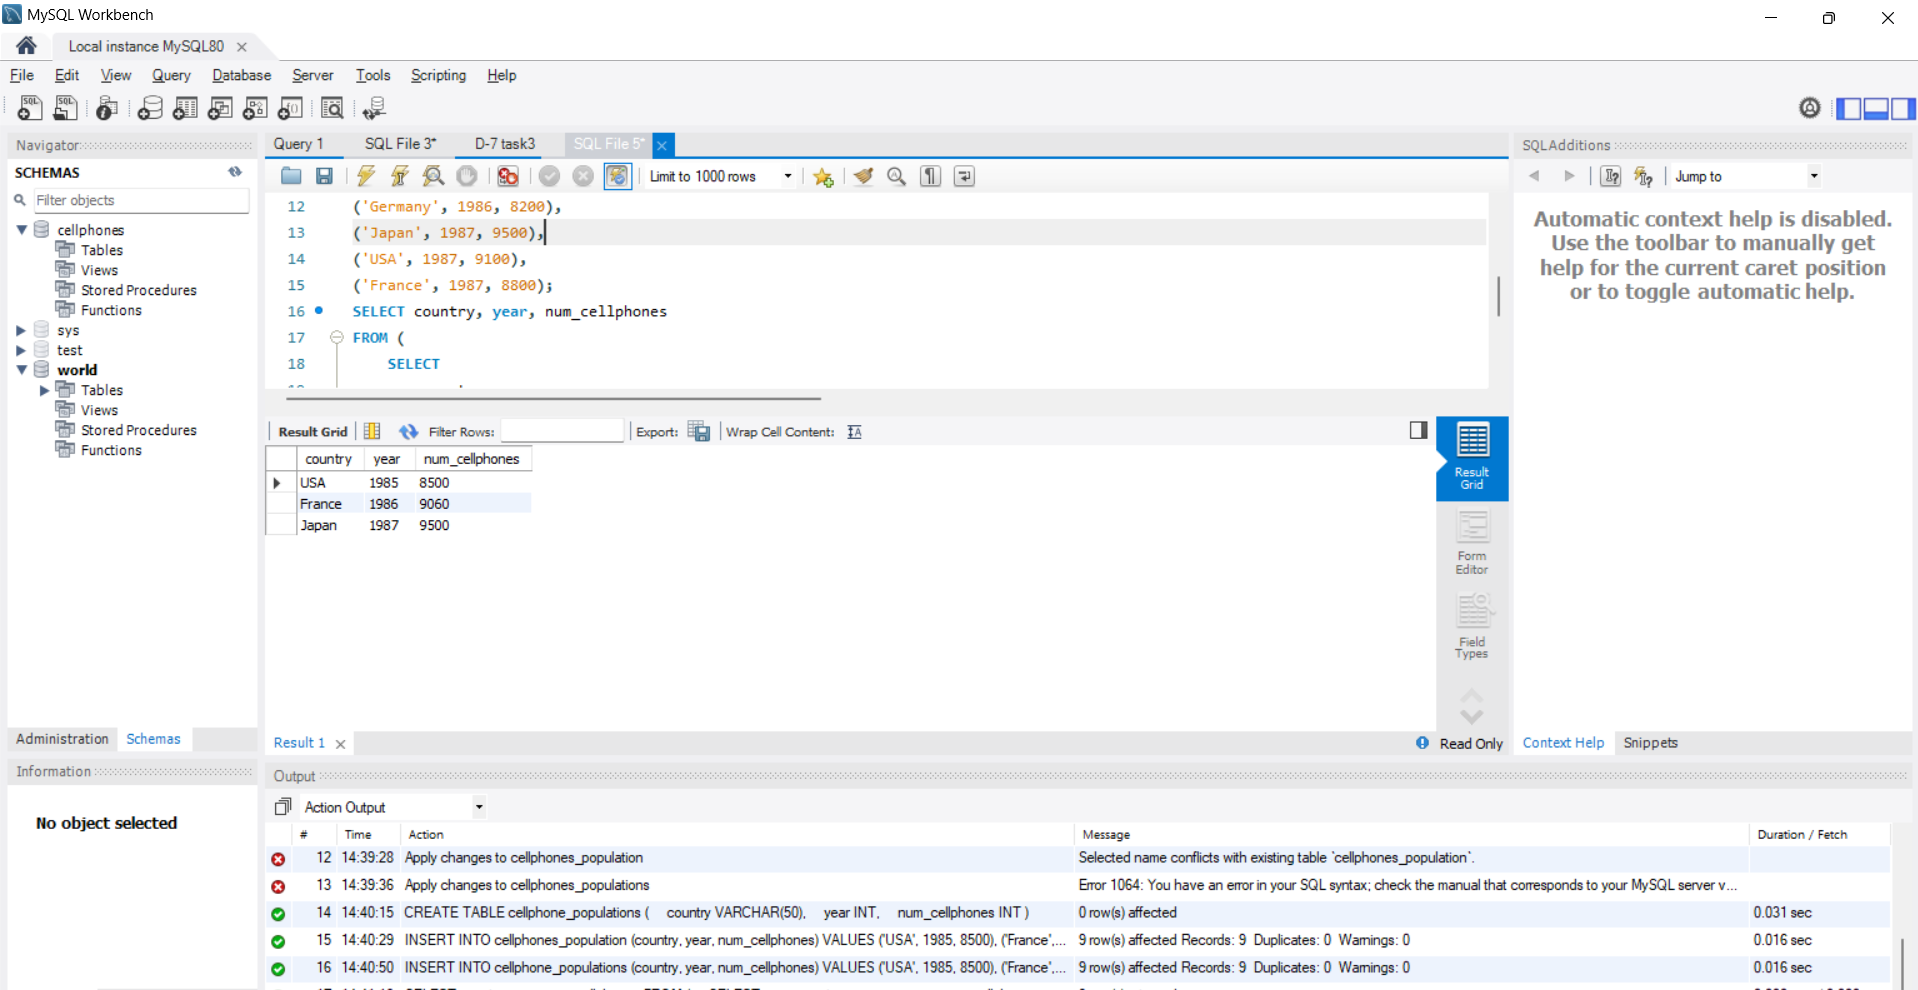 MySQL Workbench
Local instance MySQL80
File Edit View Query Database Server Tools Scripting Help
Navigator
SCHEMAS
Filter objects
cellphones
Tables
Views
Stored Procedures
Functions
sys
test
world
Tables
Views
Stored Procedures
Functions
Administration Schemas
Information
No object selected
Query 1 SQL File 3* D-7 task3 SQL File 5*
Limit to 1000 rows
12 ('Germany', 1986, 8200),
13 ('Japan', 1987, 9500),
14 ('USA', 1987, 9100),
15 ('France', 1987, 8800);
16 SELECT country, year, num_cellphones
17 FROM (
18 SELECT
Result Grid Filter Rows: Export: Wrap Cell Content:
country year num_cellphones
USA 1985 8500
France 1986 9060
Japan 1987 9500
Result Grid
Form Editor
Field Types
Result 1 Read Only
SQLAdditions
Jump to
Automatic context help is disabled.
Use the toolbar to manually get
help for the current caret position
or to toggle automatic help.
Context Help Snippets
Output
Action Output
# Time Action Message Duration / Fetch
12 14:39:28 Apply changes to cellphones_population Selected name conflicts with existing table `cellphones_population`.
13 14:39:36 Apply changes to cellphones_populations Error 1064: You have an error in your SQL syntax; check the manual that corresponds to your MySQL server v...
14 14:40:15 CREATE TABLE cellphone_populations ( country VARCHAR(50), year INT, num_cellphones INT ) 0 row(s) affected 0.031 sec
15 14:40:29 INSERT INTO cellphones_population (country, year, num_cellphones) VALUES ('USA', 1985, 8500), ('France',... 9 row(s) affected Records: 9 Duplicates: 0 Warnings: 0 0.016 sec
16 14:40:50 INSERT INTO cellphone_populations (country, year, num_cellphones) VALUES ('USA', 1985, 8500), ('France',... 9 row(s) affected Records: 9 Duplicates: 0 Warnings: 0 0.016 sec